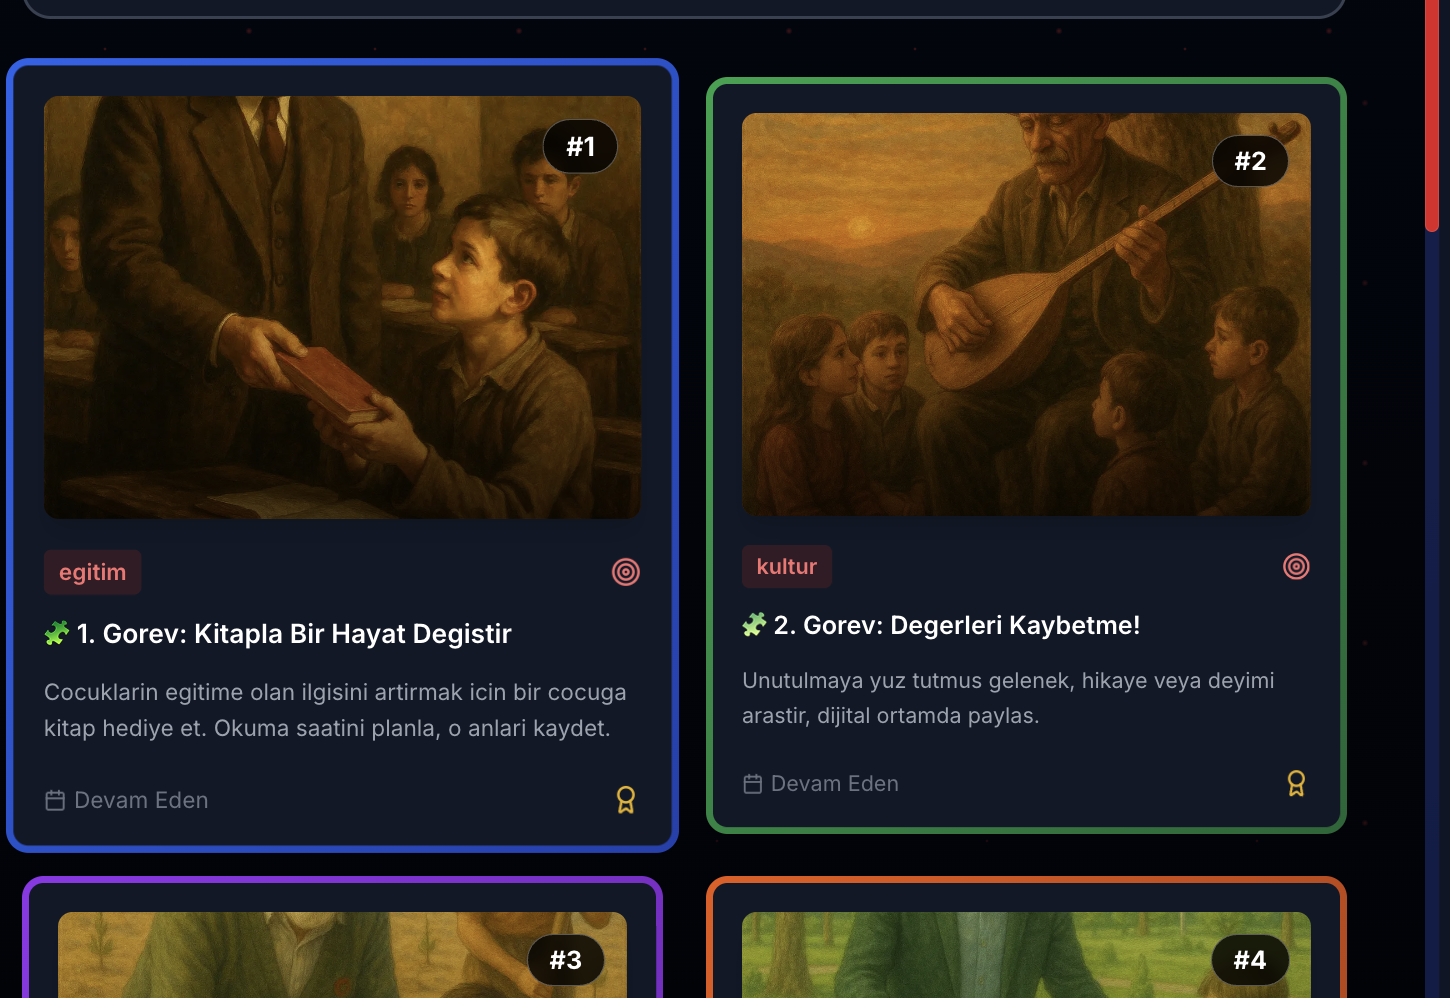 #1
egitim
1. Gorev: Kitapla Bir Hayat Degistir
Cocuklarin egitime olan ilgisini artirmak icin bir cocuga
kitap hediye et. Okuma saatini planla, o anlari kaydet.
Devam Eden
#2
kultur
2. Gorev: Degerleri Kaybetme!
Unutulmaya yuz tutmus gelenek, hikaye veya deyimi
arastir, dijital ortamda paylas.
Devam Eden
#3
#4